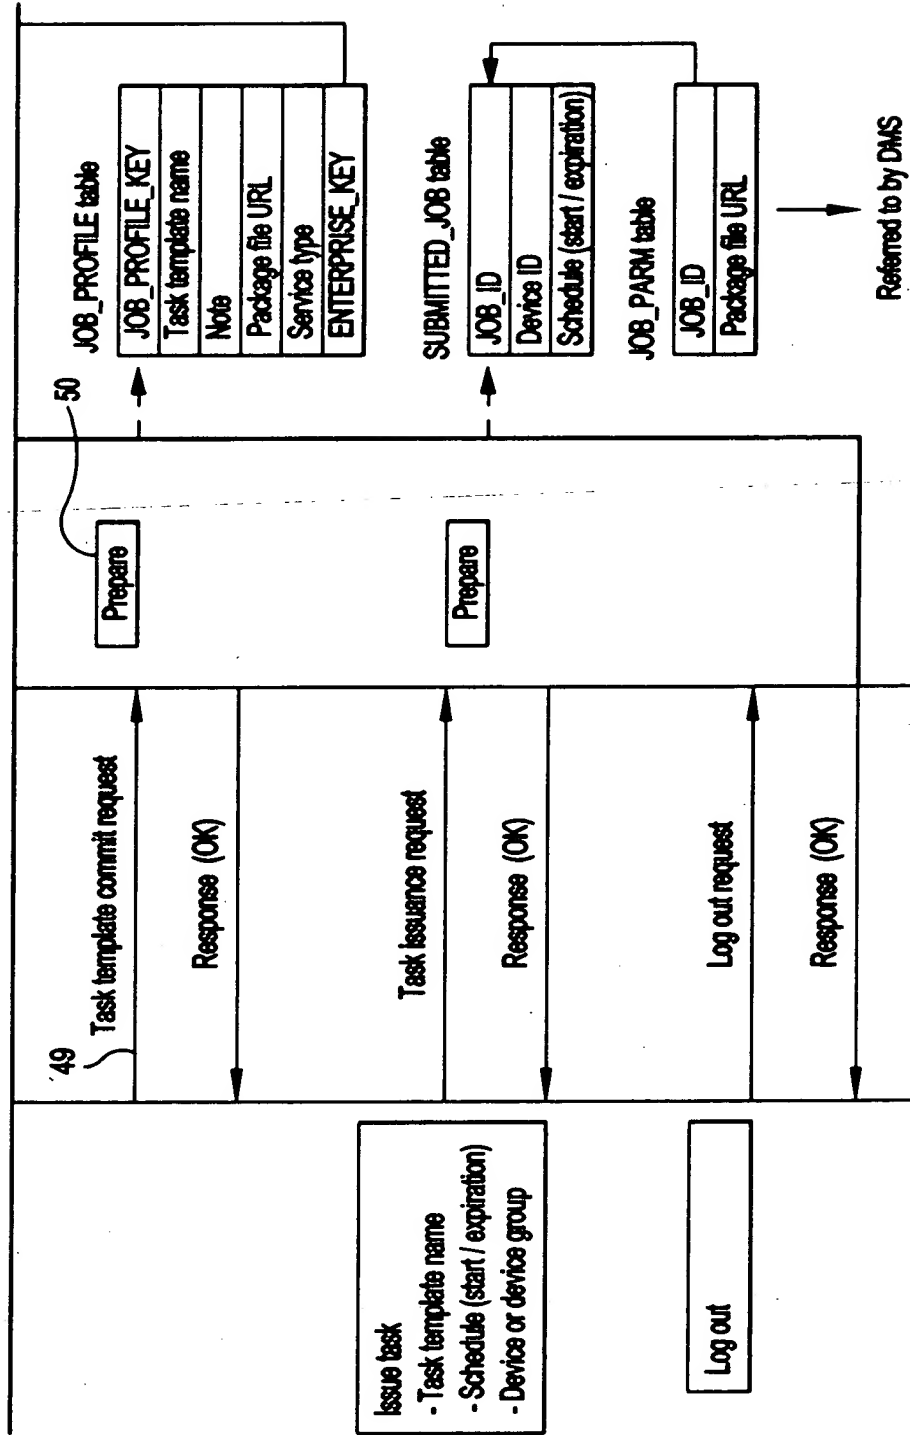 49
Task template commit request
Response (OK)
Prepare
50
JOB_PROFILE table
JOB_PROFILE_KEY
Task template name
Note
Package file URL
Service type
ENTERPRISE_KEY
Issue task
- Task template name
- Schedule (start / expiration)
- Device or device group
Task issuance request
Response (OK)
Prepare
SUBMITTED_JOB table
JOB_ID
Device ID
Schedule (start / expiration)
JOB_PARM table
JOB_ID
Package file URL
Log out
Log out request
Response (OK)
Referred to by DMS